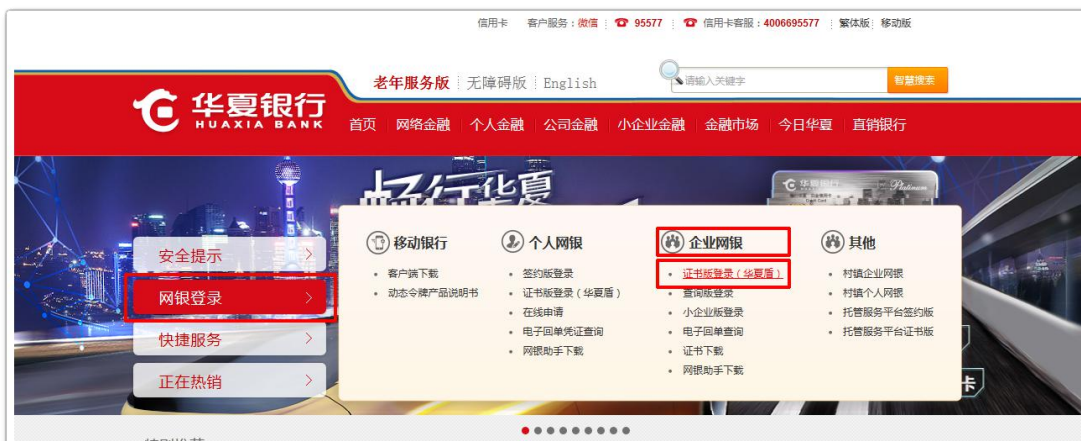 信用卡 客户服务：微信 95577 信用卡客服：4006695577 繁体版 移动版
老年服务版 无障碍版 English 请输入关键字 智慧搜索
华夏银行
HUAXIA BANK
首页 网络金融 个人金融 公司金融 小企业金融 金融市场 今日华夏 直销银行
畅行华夏
华夏银行
Platinum
安全提示
网银登录
快捷服务
正在热销
移动银行
客户端下载
动态令牌产品说明书
个人网银
签约版登录
证书版登录（华夏盾）
在线申请
电子回单凭证查询
网银助手下载
企业网银
证书版登录（华夏盾）
查询版登录
小企业版登录
电子回单查询
证书下载
网银助手下载
其他
村镇企业网银
村镇个人网银
托管服务平台签约版
托管服务平台证书版
卡